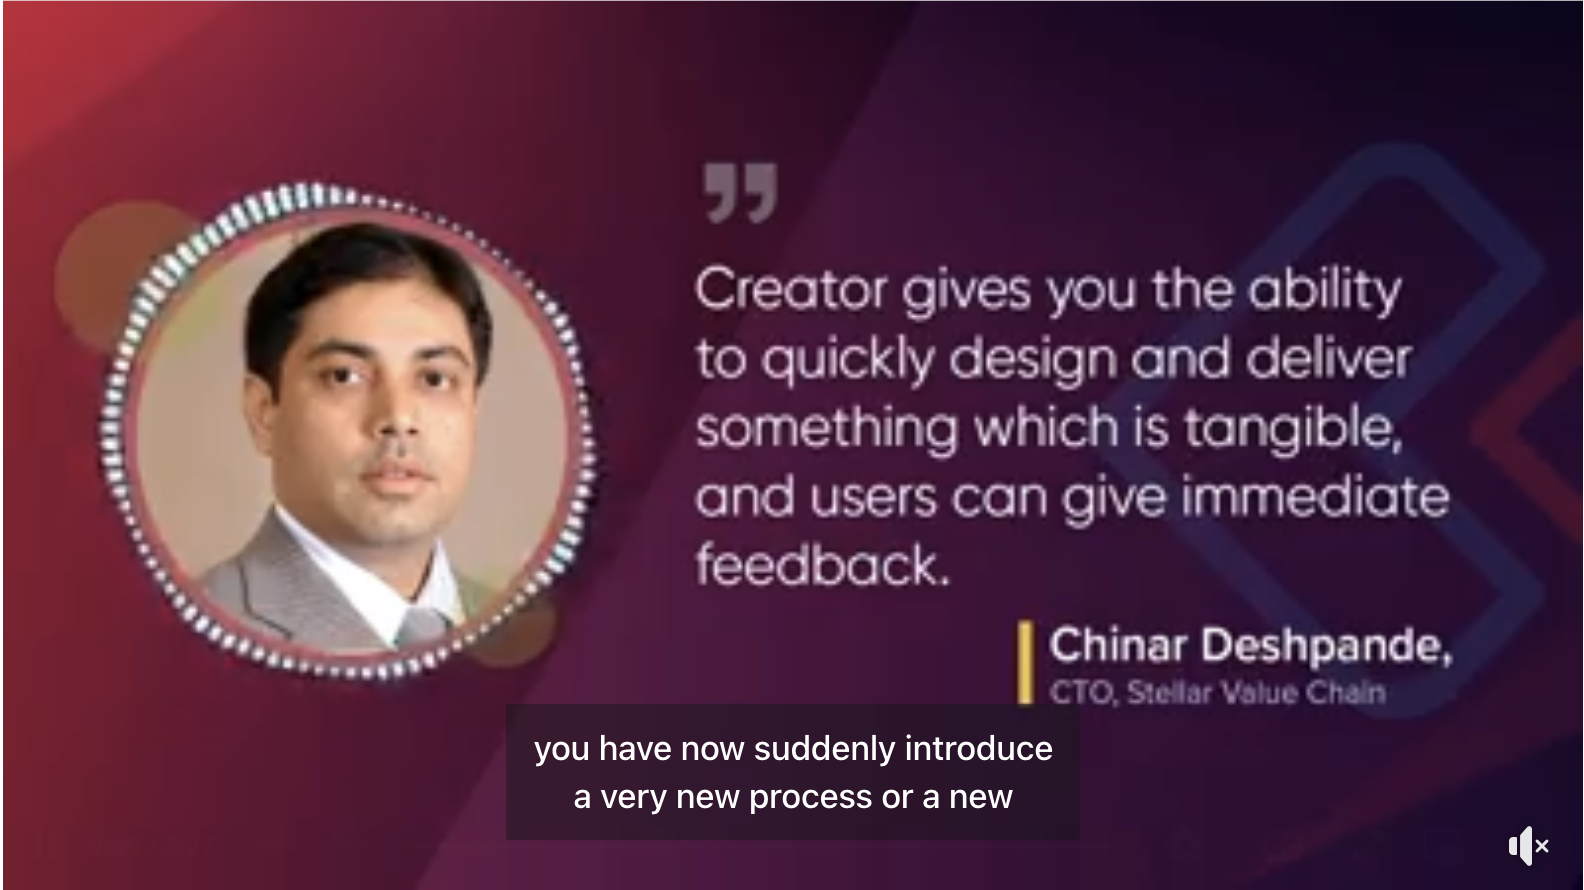 Creator gives you the ability
to quickly design and deliver
something which is tangible,
and users can give immediate
feedback.
Chinar Deshpande,
CTO, Stellar Value Chain
you have now suddenly introduce
a very new process or a new